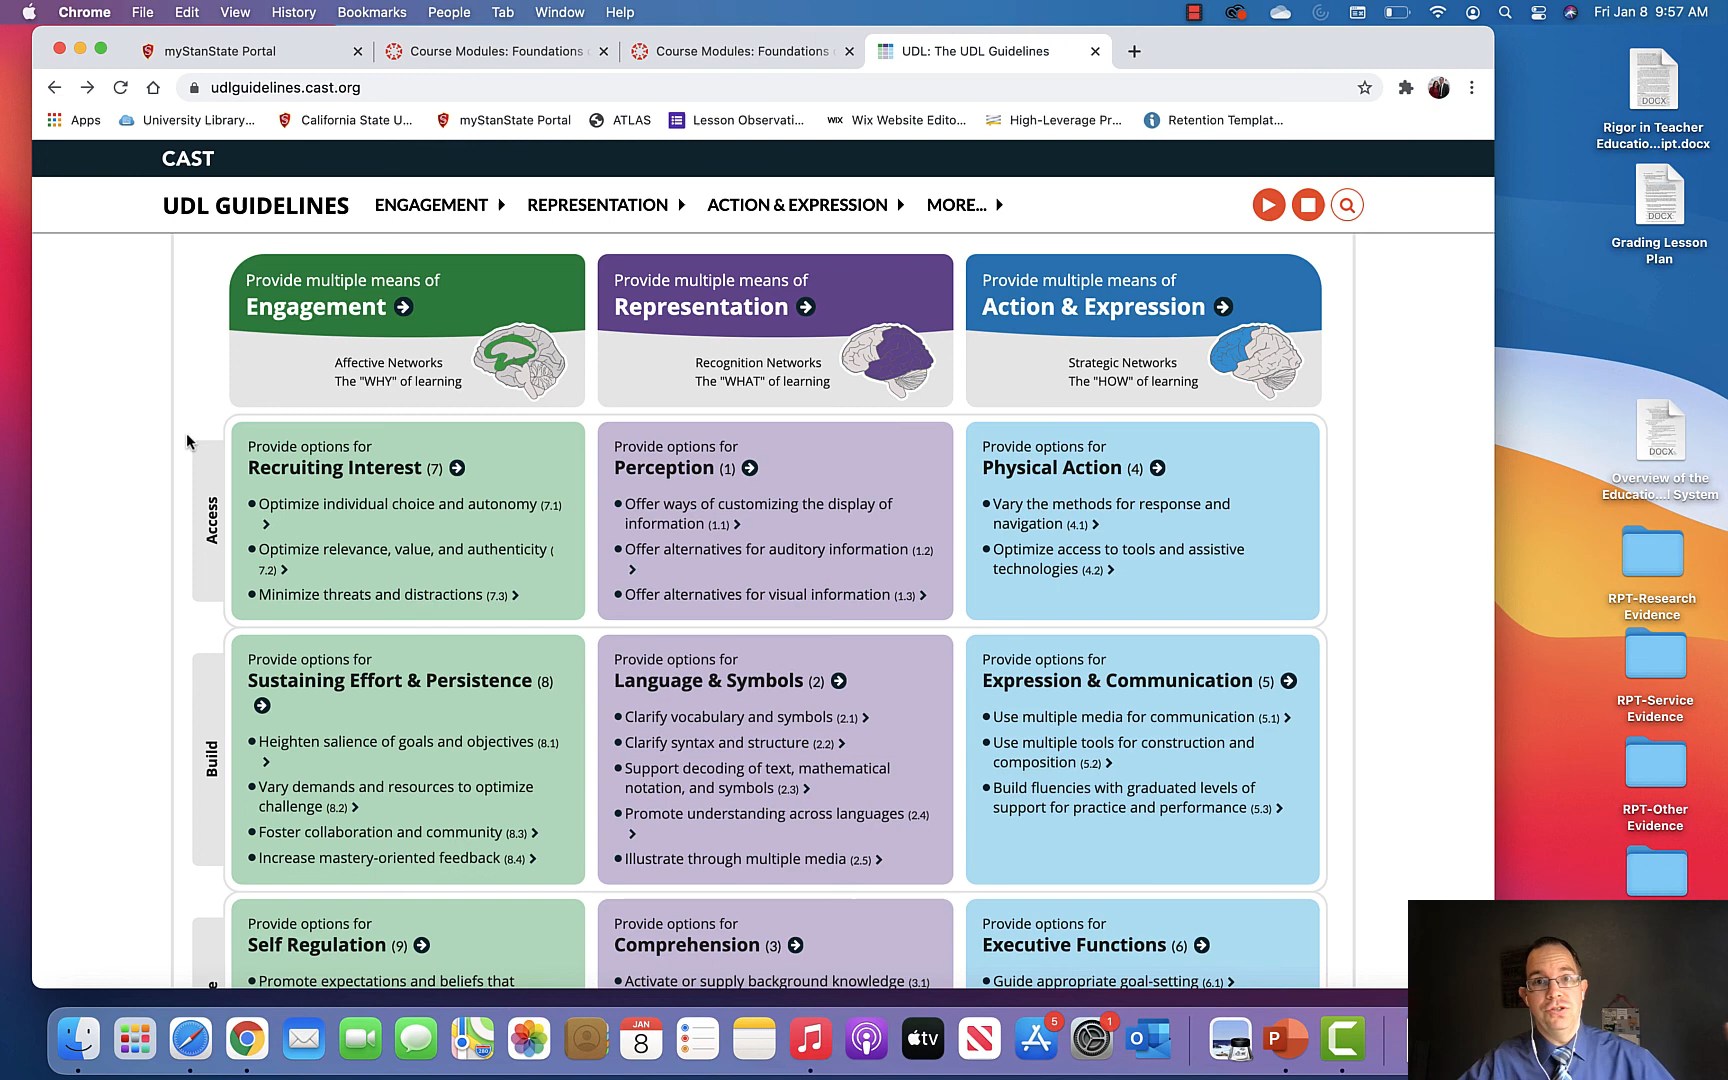 Chrome File Edit View History Bookmarks People Tab Window Help Fri Jan 8 9:57 AM
myStanState Portal
Course Modules: Foundations
Course Modules: Foundations
UDL: The UDL Guidelines
udlguidelines.cast.org
Apps University Library... California State U... myStanState Portal ATLAS Lesson Observati... WIX Wix Website Edito... High-Leverage Pr... Retention Templat...
CAST
UDL GUIDELINES ENGAGEMENT REPRESENTATION ACTION & EXPRESSION MORE...
Provide multiple means of
Engagement
Affective Networks
The "WHY" of learning
Provide multiple means of
Representation
Recognition Networks
The "WHAT" of learning
Provide multiple means of
Action & Expression
Strategic Networks
The "HOW" of learning
Access
Provide options for
Recruiting Interest (7)
Optimize individual choice and autonomy (7.1)
Optimize relevance, value, and authenticity (
7.2)
Minimize threats and distractions (7.3)
Provide options for
Perception (1)
Offer ways of customizing the display of
information (1.1)
Offer alternatives for auditory information (1.2)
Offer alternatives for visual information (1.3)
Provide options for
Physical Action (4)
Vary the methods for response and
navigation (4.1)
Optimize access to tools and assistive
technologies (4.2)
Build
Provide options for
Sustaining Effort & Persistence (8)
Heighten salience of goals and objectives (8.1)
Vary demands and resources to optimize
challenge (8.2)
Foster collaboration and community (8.3)
Increase mastery-oriented feedback (8.4)
Provide options for
Language & Symbols (2)
Clarify vocabulary and symbols (2.1)
Clarify syntax and structure (2.2)
Support decoding of text, mathematical
notation, and symbols (2.3)
Promote understanding across languages (2.4)
Illustrate through multiple media (2.5)
Provide options for
Expression & Communication (5)
Use multiple media for communication (5.1)
Use multiple tools for construction and
composition (5.2)
Build fluencies with graduated levels of
support for practice and performance (5.3)
Provide options for
Self Regulation (9)
Promote expectations and beliefs that
Provide options for
Comprehension (3)
Activate or supply background knowledge (3.1)
Provide options for
Executive Functions (6)
Guide appropriate goal-setting (6.1)
DOCX
Rigor in Teacher
Educatio...ipt.docx
DOCX
Grading Lesson
Plan
DOCX
Overview of the
Educatio...l System
RPT-Research
Evidence
RPT-Service
Evidence
RPT-Other
Evidence
JAN
8
280
tv
5
1
O
P
C